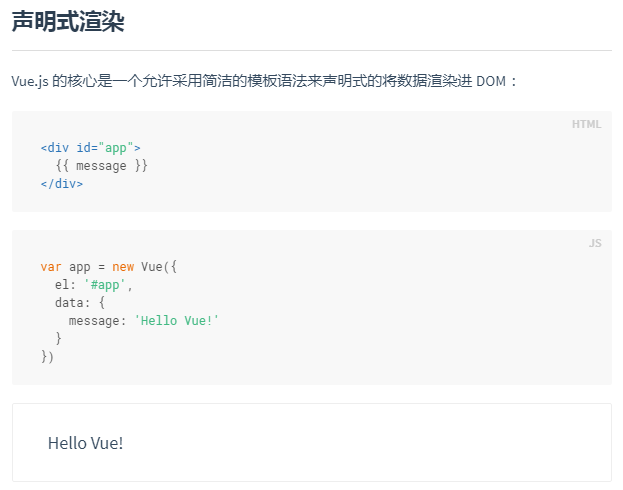 声明式渲染
Vue.js 的核心是一个允许采用简洁的模板语法来声明式的将数据渲染进 DOM：
HTML
<div id="app">
  {{ message }}
</div>
JS
var app = new Vue({
  el: '#app',
  data: {
    message: 'Hello Vue!'
  }
})
Hello Vue!